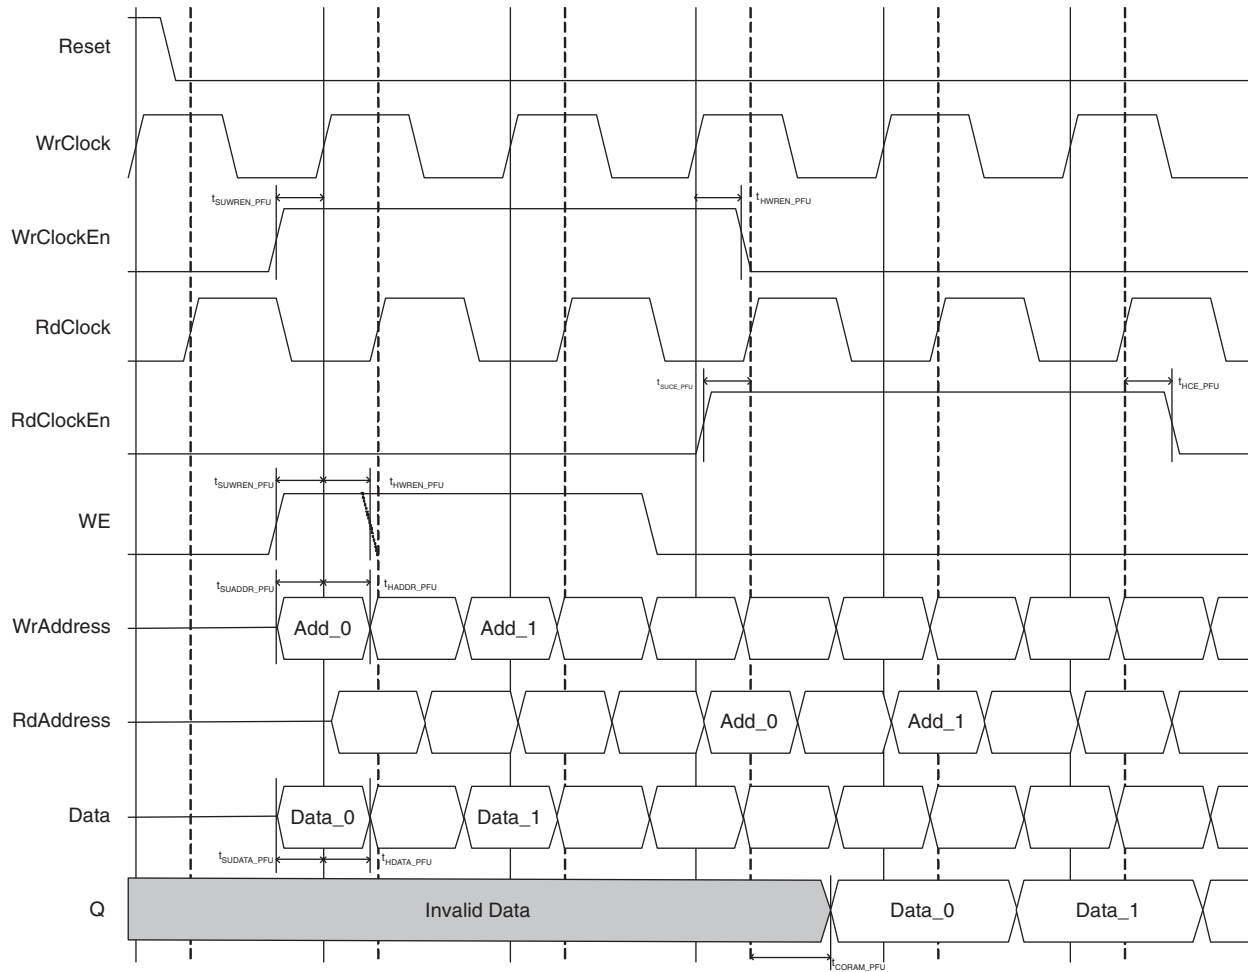 Reset
WrClock
tSUWREN_PFU
tHWREN_PFU
WrClockEn
RdClock
tSUCE_PFU
tHCE_PFU
RdClockEn
tSUWREN_PFU
tHWREN_PFU
WE
tSUADDR_PFU
tHADDR_PFU
WrAddress
Add_0
Add_1
RdAddress
Add_0
Add_1
Data
Data_0
Data_1
tSUDATA_PFU
tHDATA_PFU
Q
Invalid Data
Data_0
Data_1
tCORAM_PFU